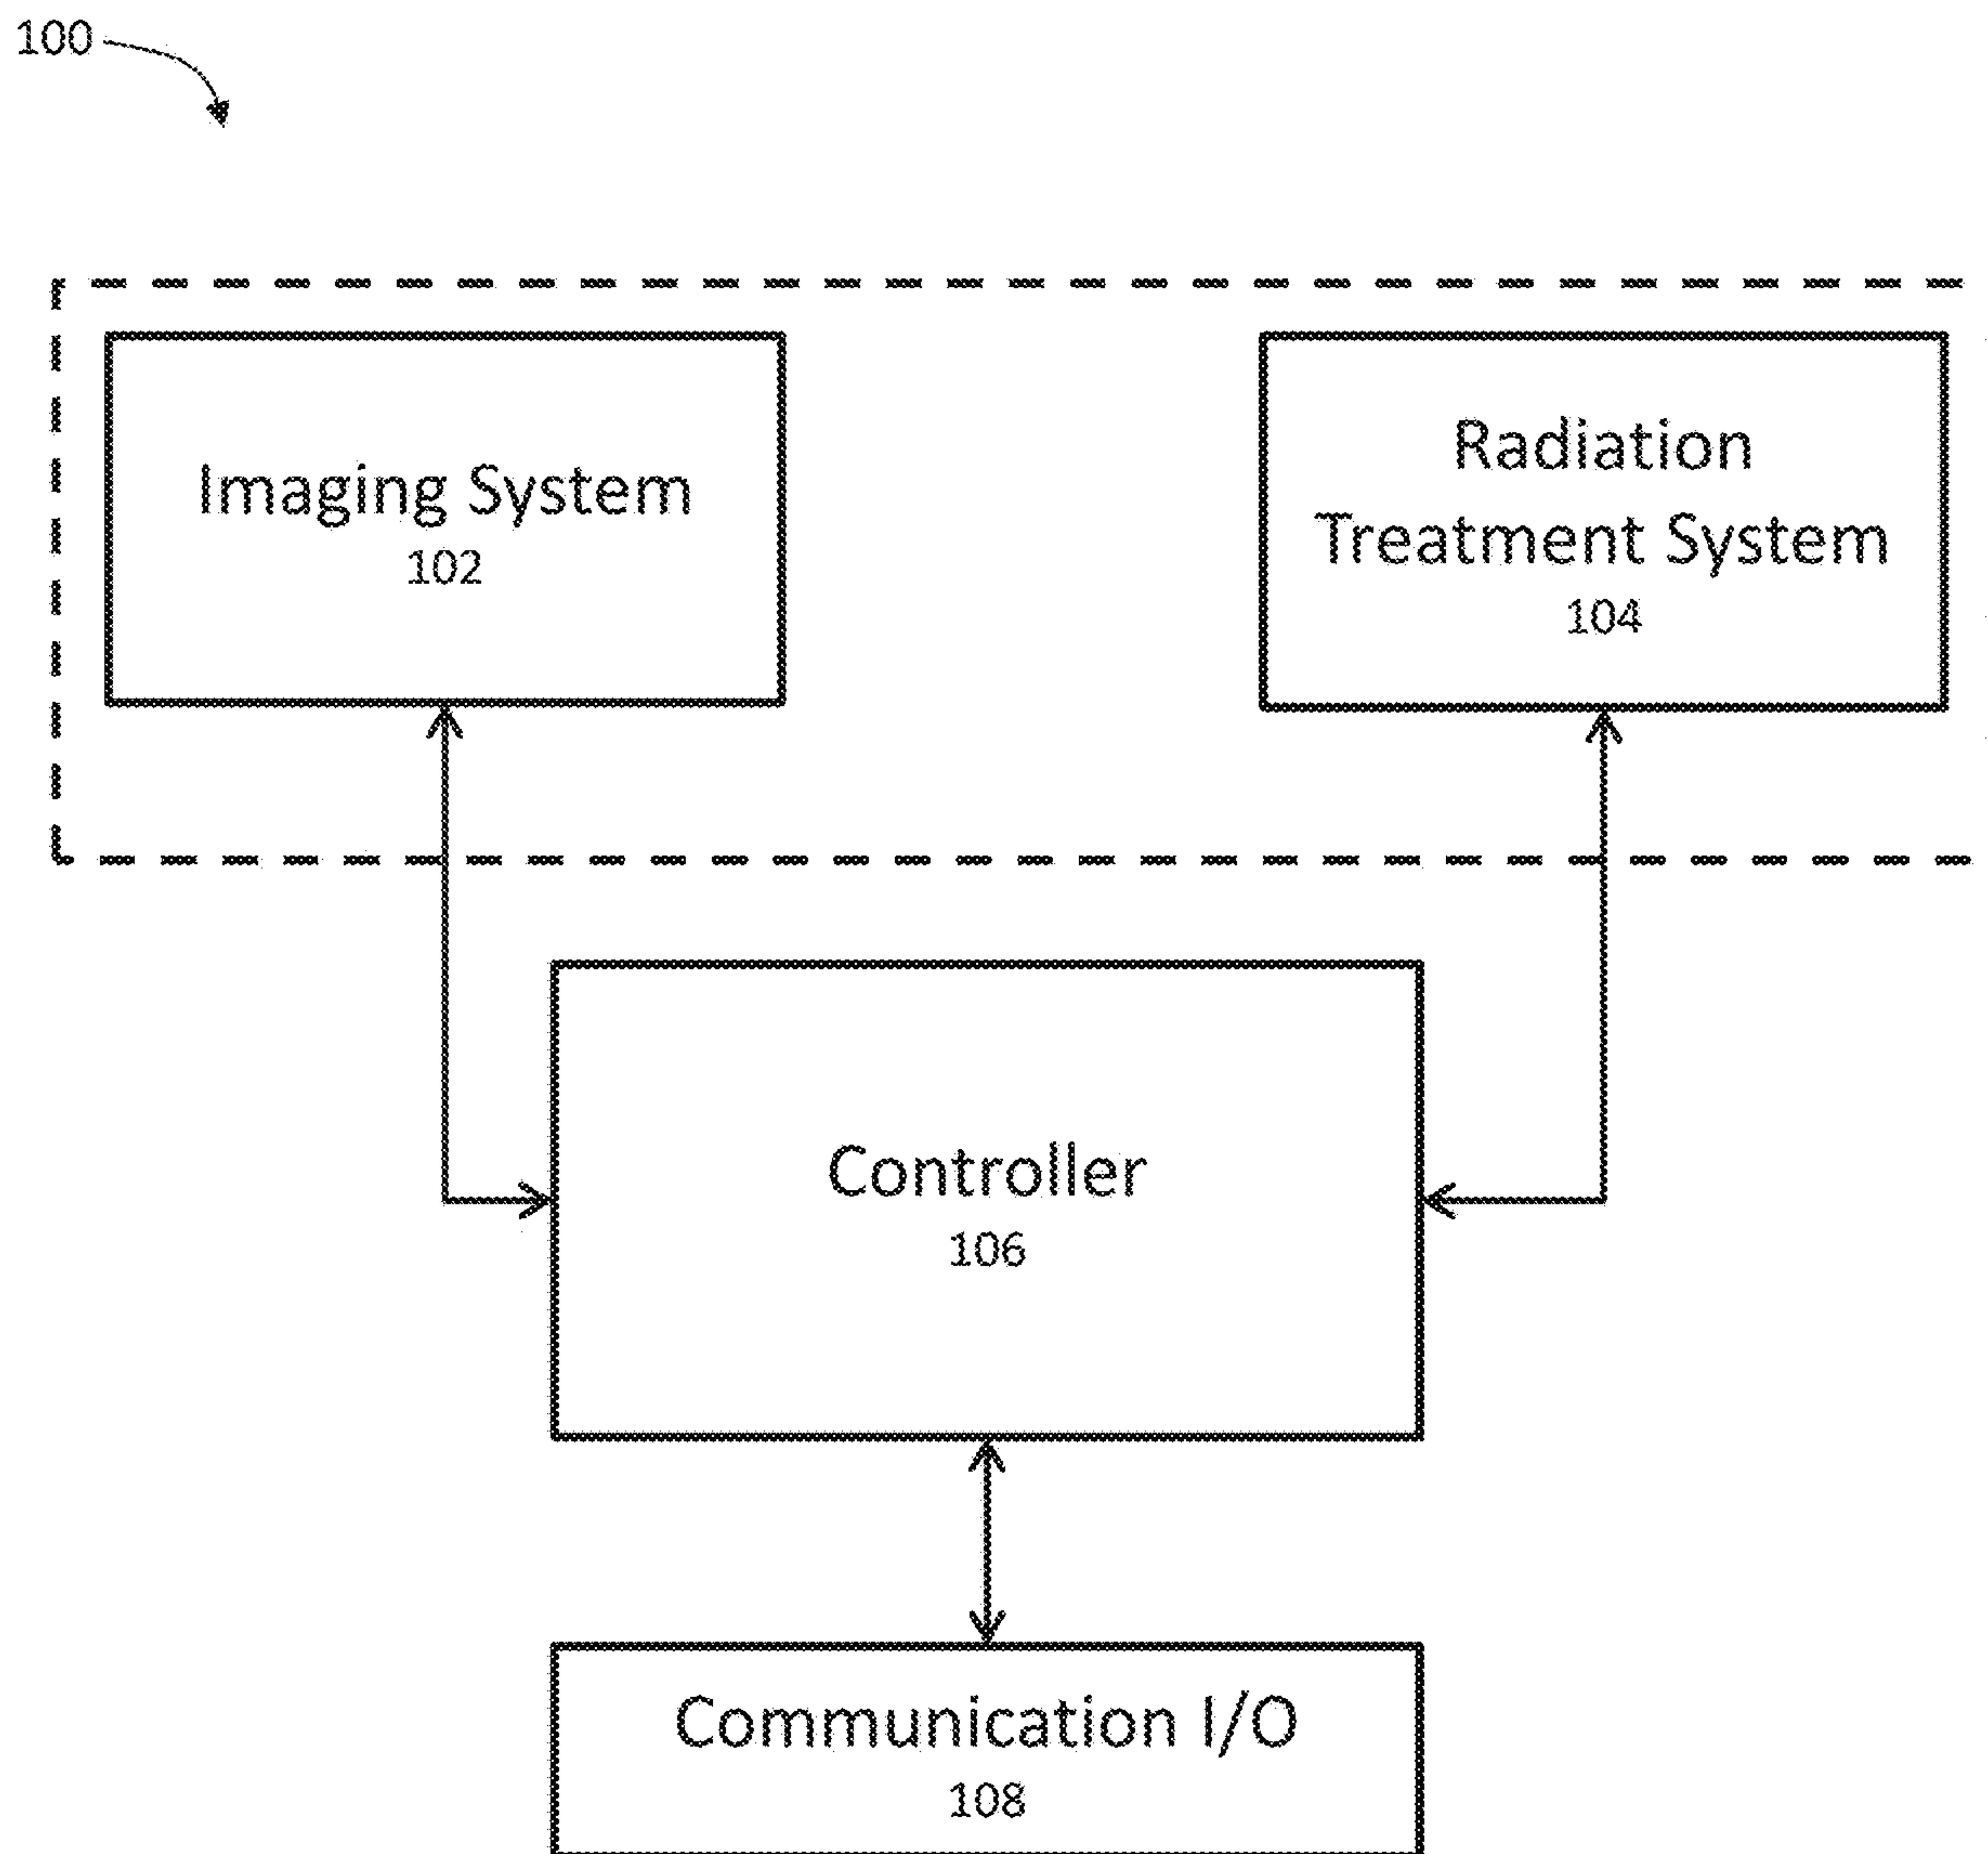 100
Imaging System
102
Radiation
Treatment System
104
Controller
106
Communication I/O
108